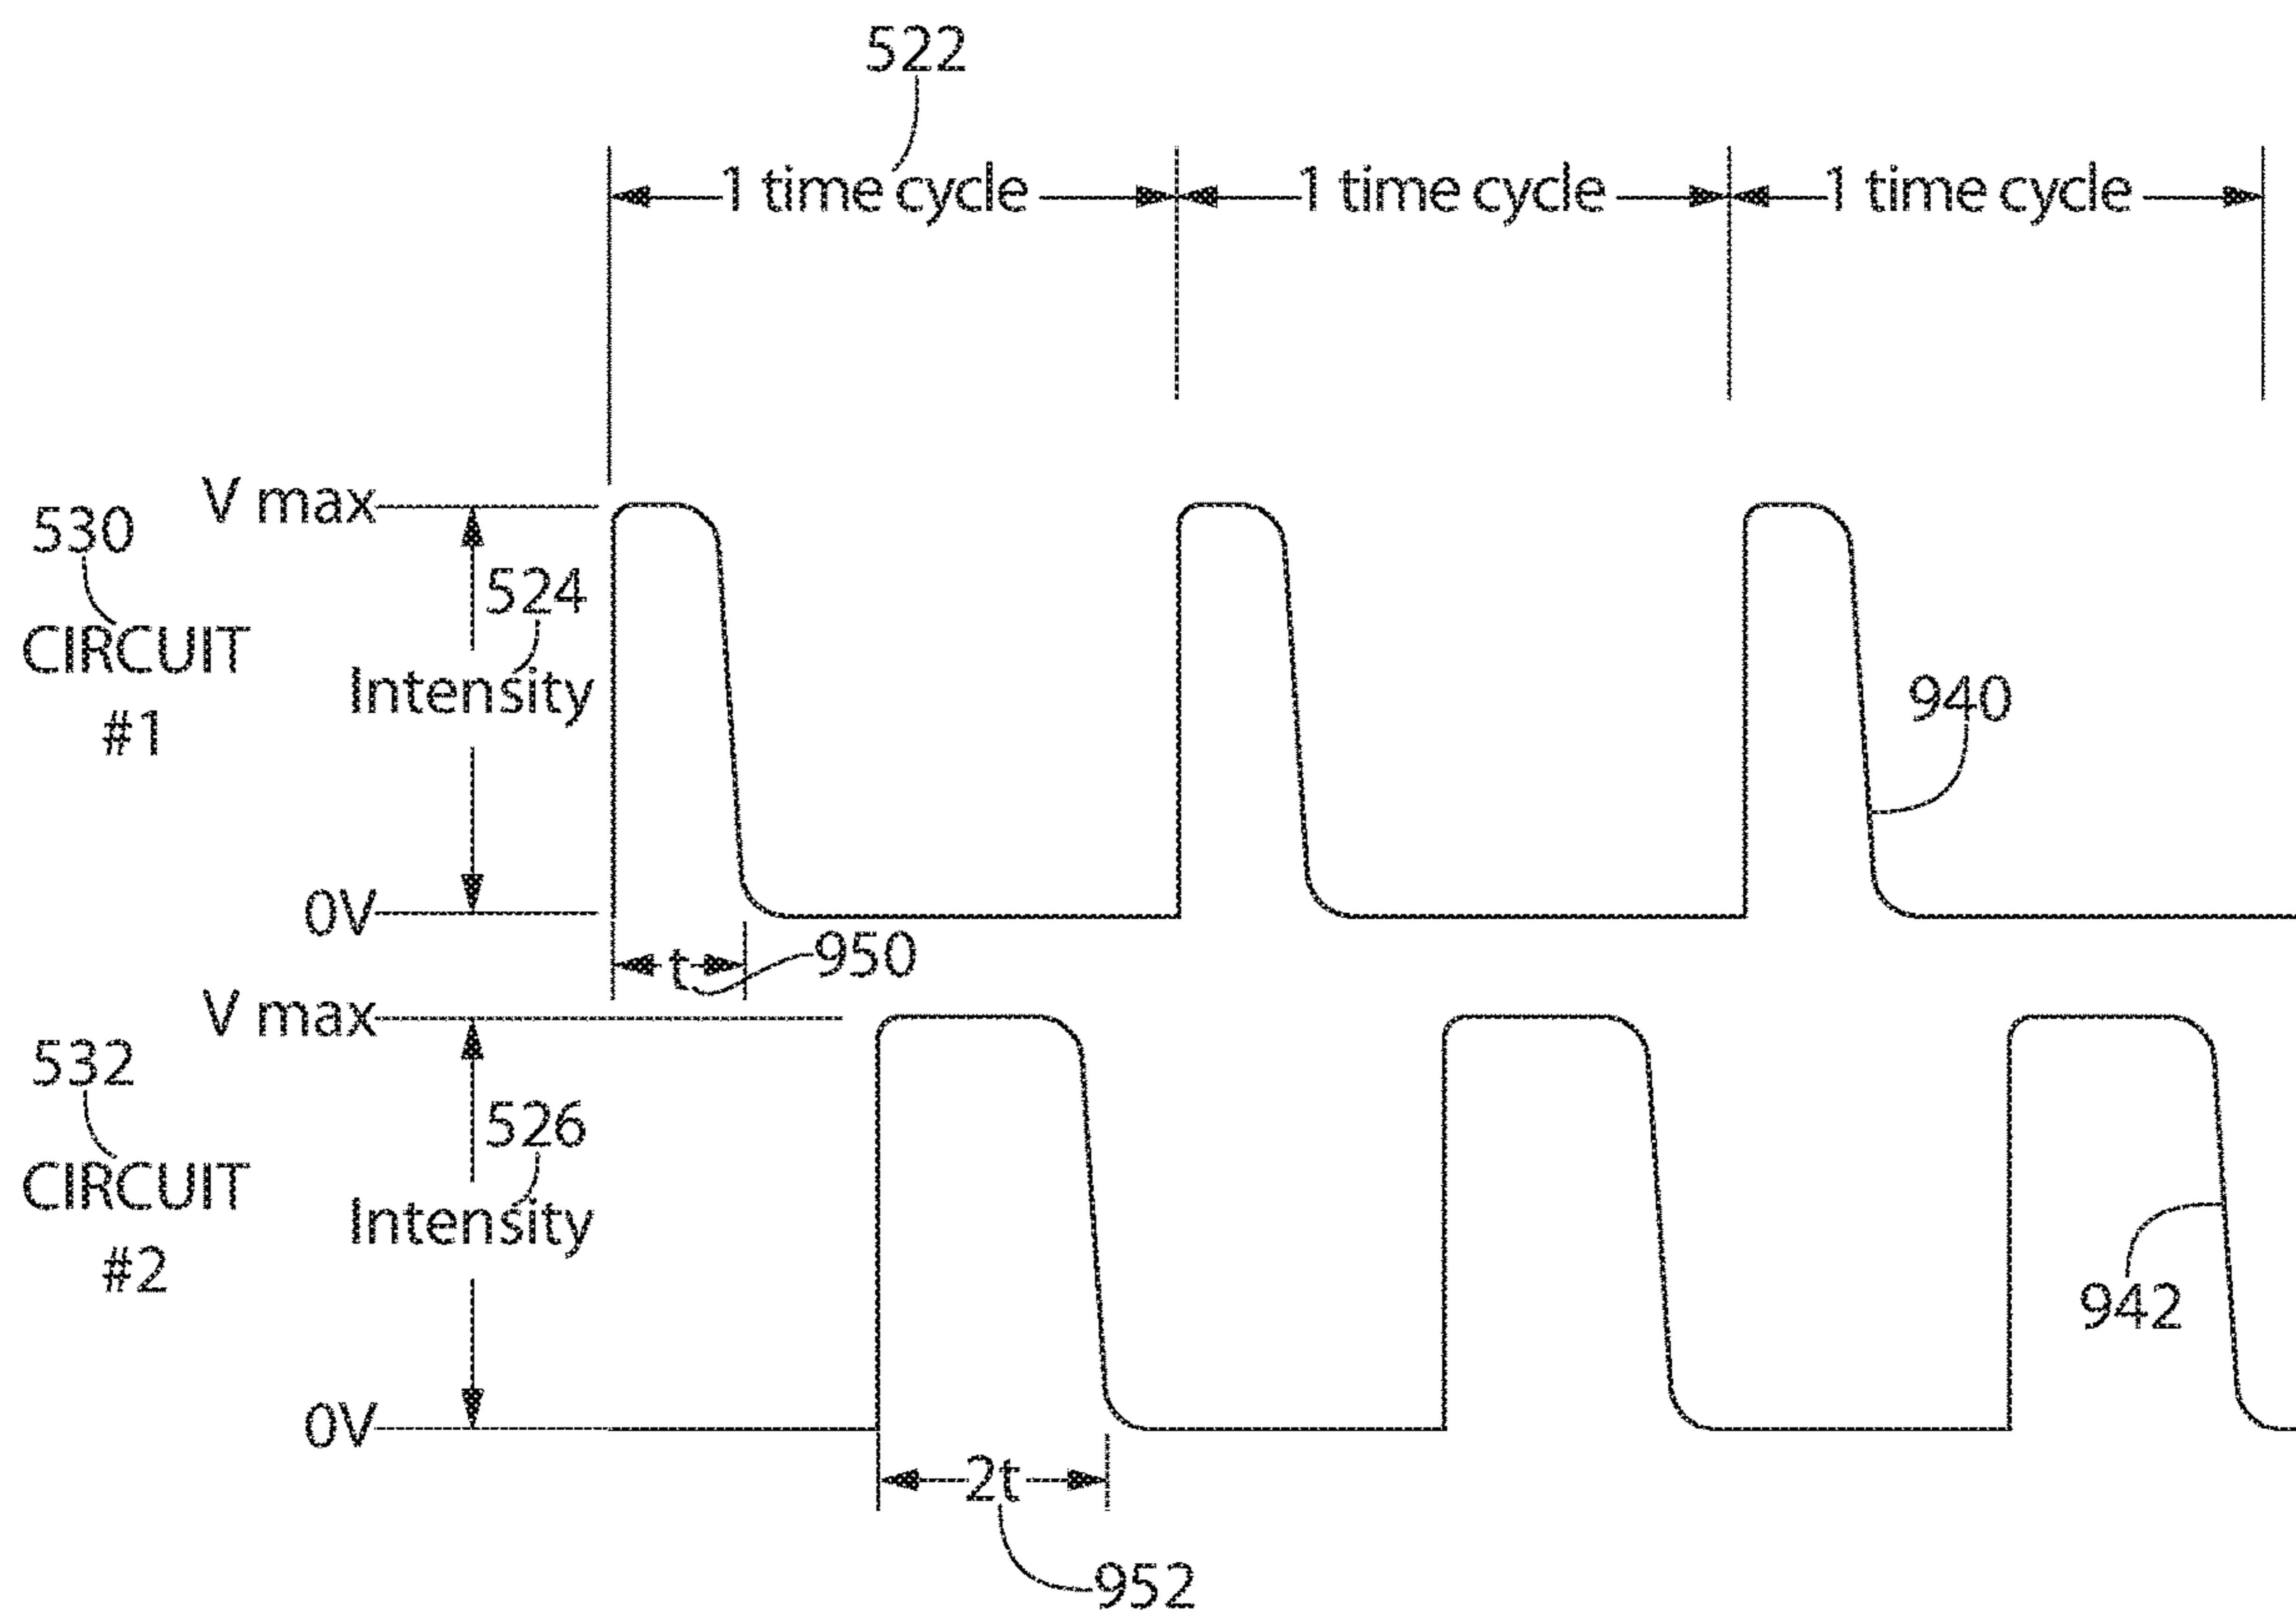 522
1 time cycle 1 time cycle 1 time cycle
V max
530
524
CIRCUIT
#1
Intensity
940
0V
t
950
V max
532
526
CIRCUIT
#2
Intensity
942
0V
2t
952